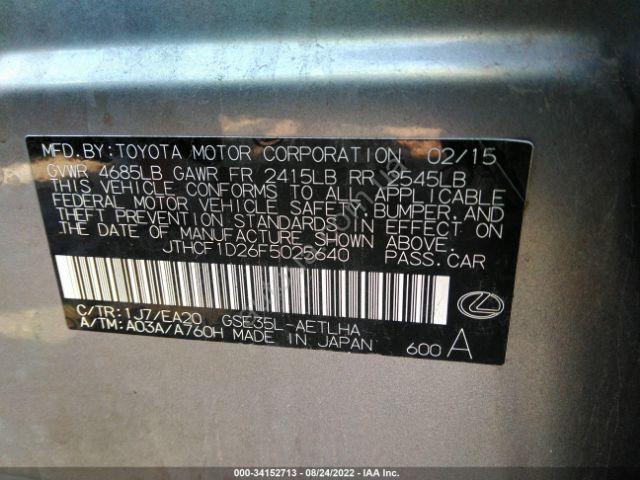 MFD.BY:TOYOTA MOTOR CORPORATION 02/15
GVWR 4685LB GAWR FR 2415LB RR 2545LB
THIS VEHICLE CONFORMS TO ALL APPLICABLE
FEDERAL MOTOR VEHICLE SAFETY, BUMPER, AND
THEFT PREVENTION STANDARDS IN EFFECT ON
THE DATE OF MANUFACTURE SHOWN ABOVE.
JTHCF1D26F5025640 PASS.CAR
C/TR: 1J7/EA20 GSE35L-AETLHA
A/TM: A03A/A760H MADE IN JAPAN 600 A
000-34152713 - 08/24/2022 - IAA Inc.